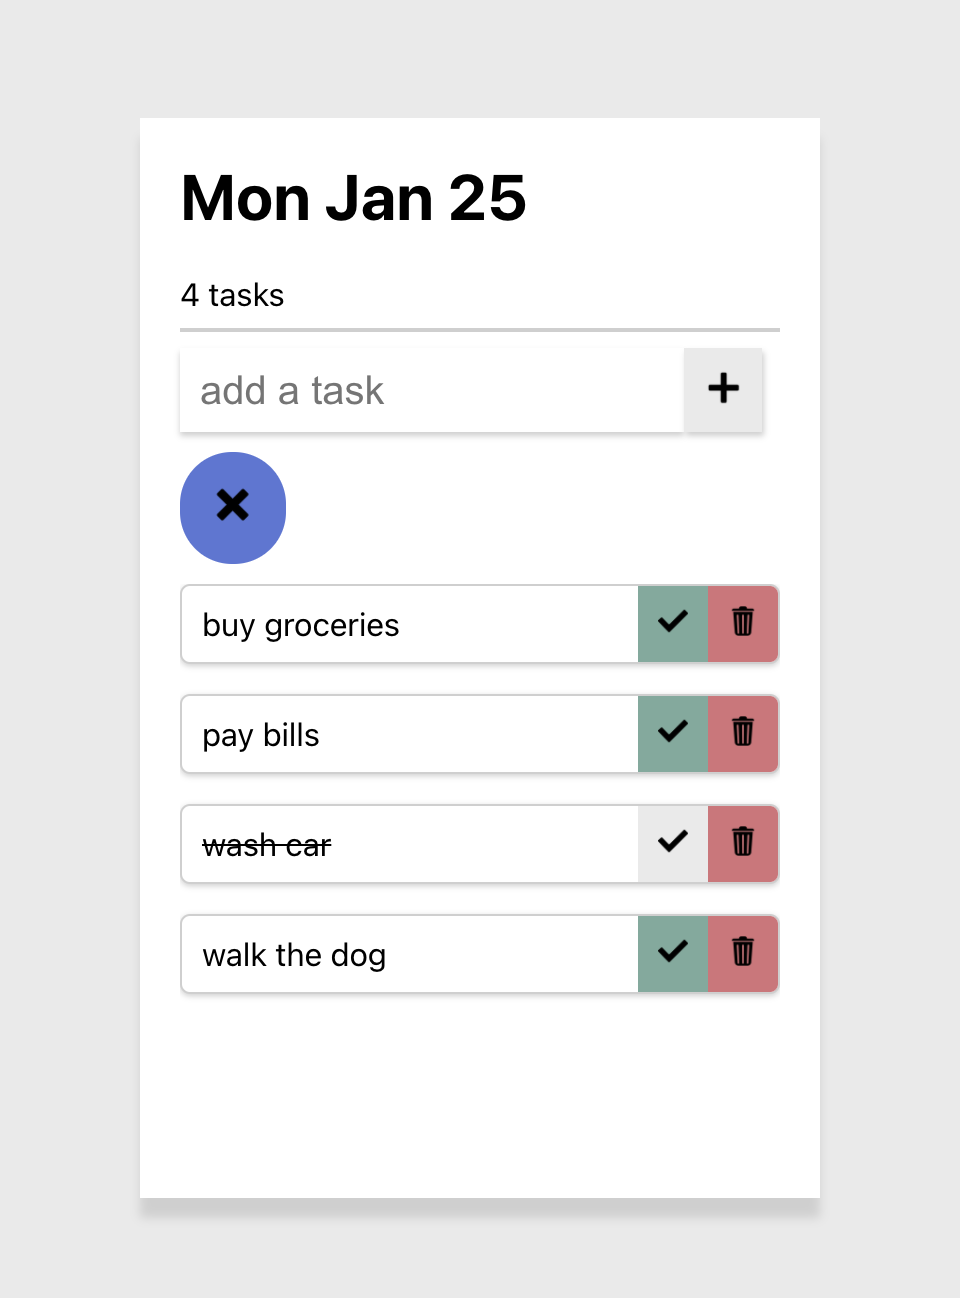 Mon Jan 25
4 tasks
add a task
buy groceries
pay bills
wash car
walk the dog